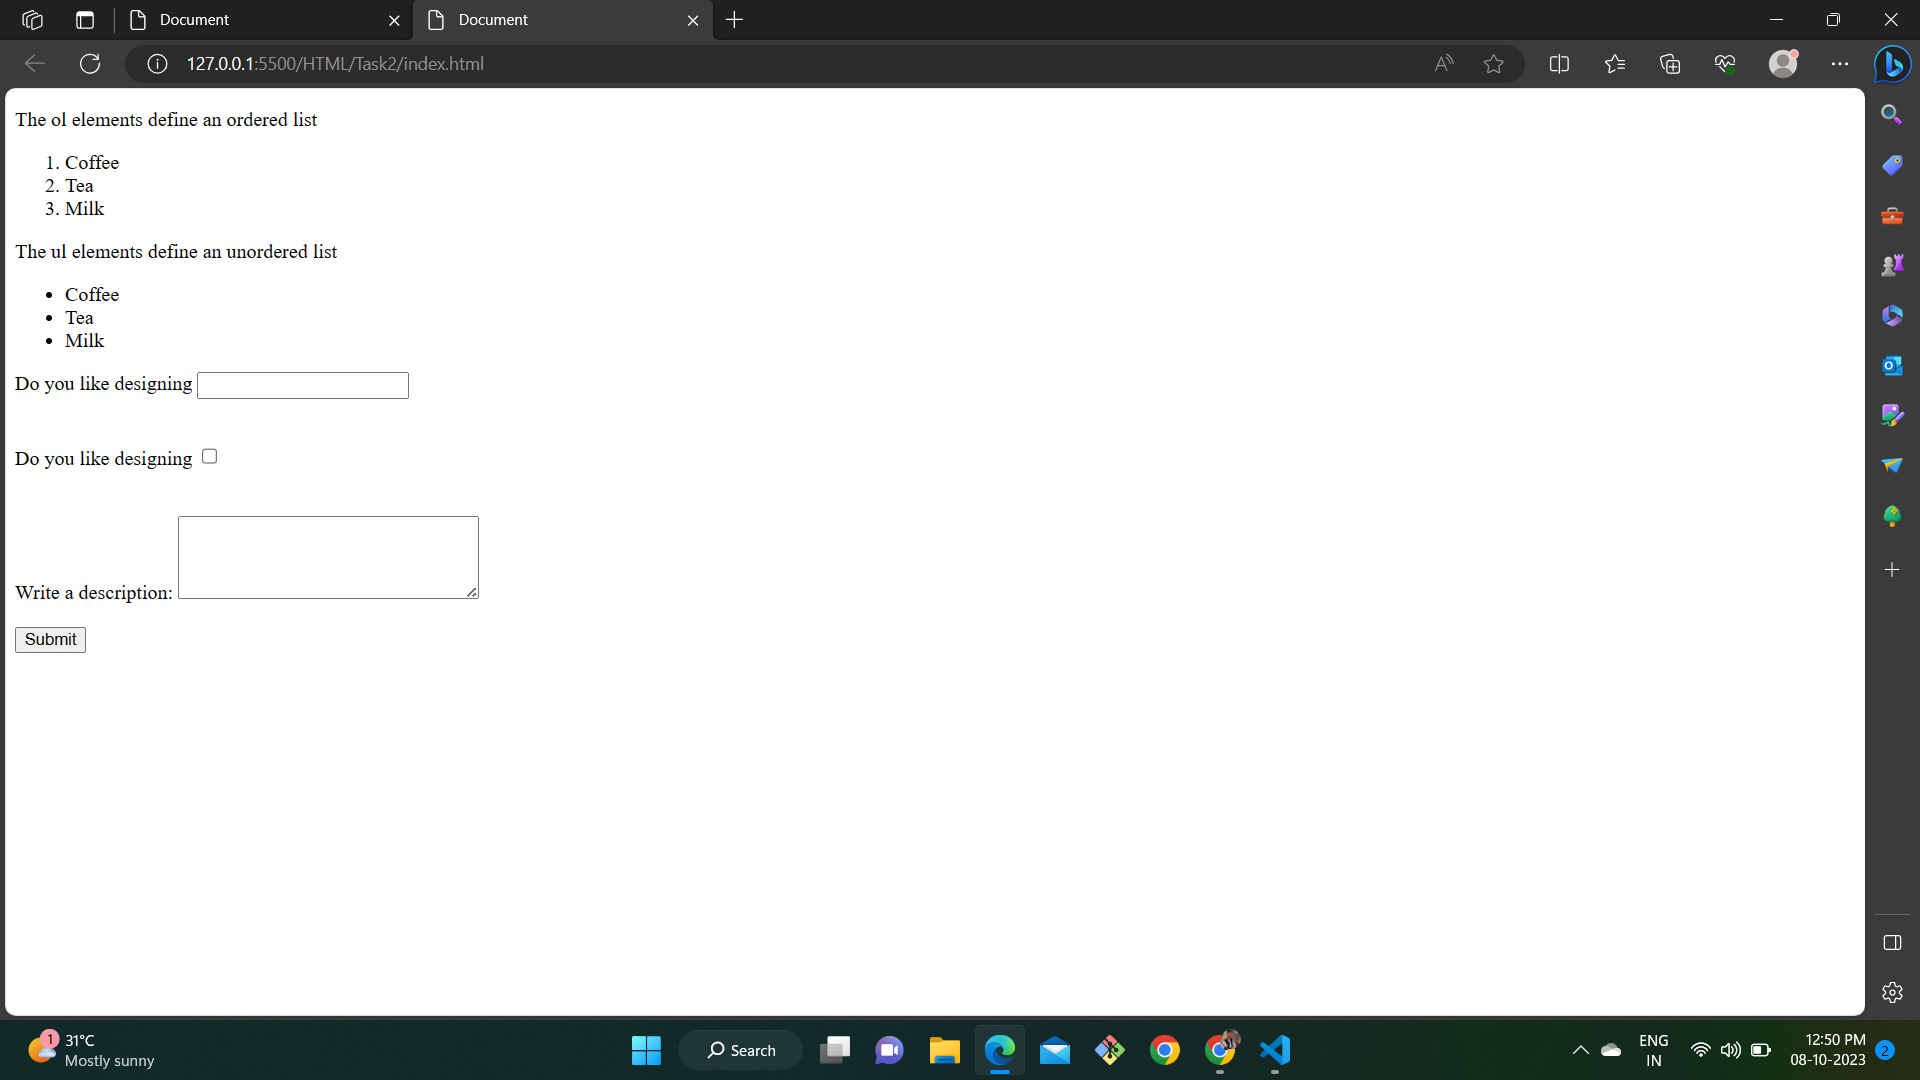 Document
Document
127.0.0.1:5500/HTML/Task2/index.html
The ol elements define an ordered list
1. Coffee
2. Tea
3. Milk
The ul elements define an unordered list
• Coffee
• Tea
• Milk
Do you like designing
Do you like designing
Write a description:
Submit
1
31°C
Mostly sunny
Search
ENG
IN
12:50 PM
08-10-2023
2